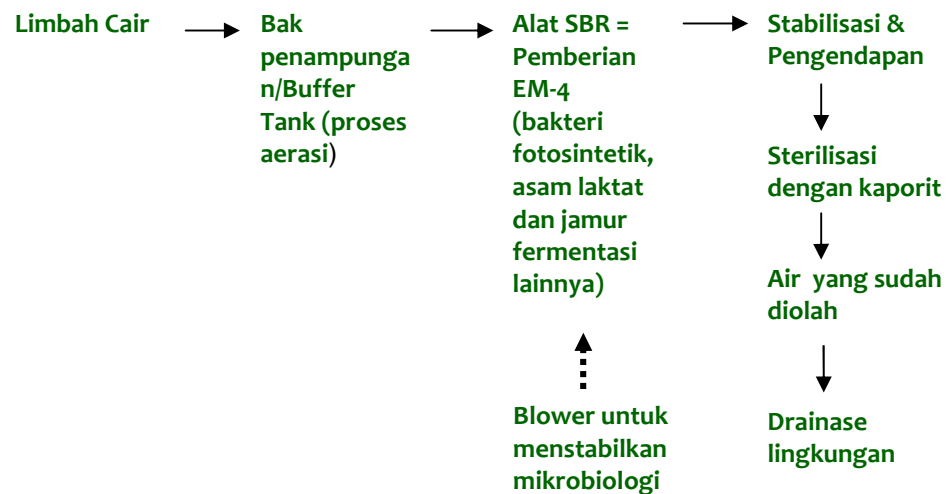 Limbah Cair
Bak
penampunga
n/Buffer
Tank (proses
aerasi)
Alat SBR =
Pemberian
EM-4
(bakteri
fotosintetik,
asam laktat
dan jamur
fermentasi
lainnya)
Blower untuk
menstabilkan
mikrobiologi
Stabilisasi &
Pengendapan
Sterilisasi
dengan kaporit
Air yang sudah
diolah
Drainase
lingkungan